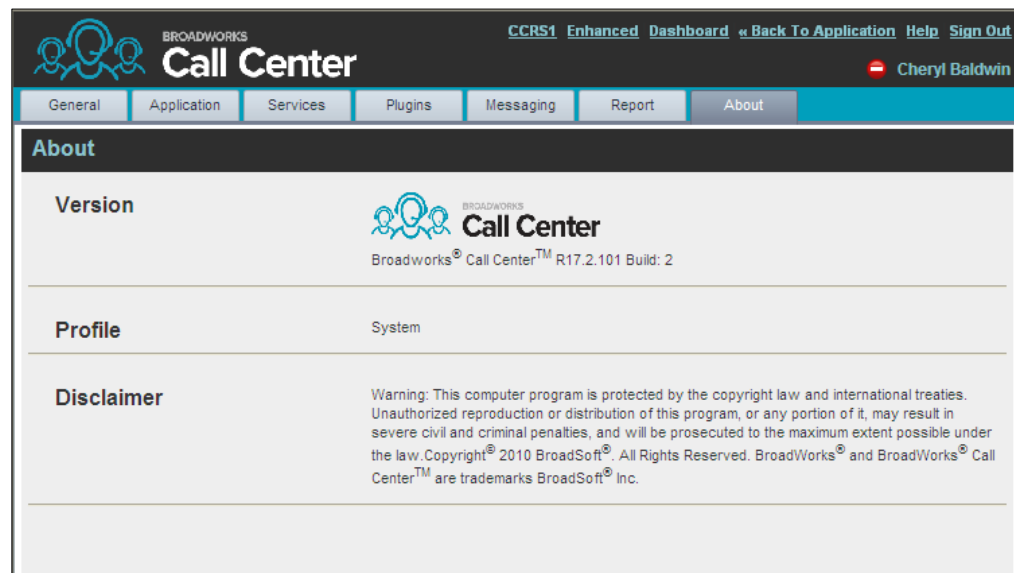 BROADWORKS
Call Center
CCRS1 Enhanced Dashboard « Back To Application Help Sign Out
Cheryl Baldwin
General Application Services Plugins Messaging Report About
About
Version
BROADWORKS
Call Center
Broadworks® Call Center™ R17.2.101 Build: 2
Profile
System
Disclaimer
Warning: This computer program is protected by the copyright law and international treaties.
Unauthorized reproduction or distribution of this program, or any portion of it, may result in
severe civil and criminal penalties, and will be prosecuted to the maximum extent possible under
the law.Copyright® 2010 BroadSoft®. All Rights Reserved. BroadWorks® and BroadWorks® Call
Center™ are trademarks BroadSoft® Inc.